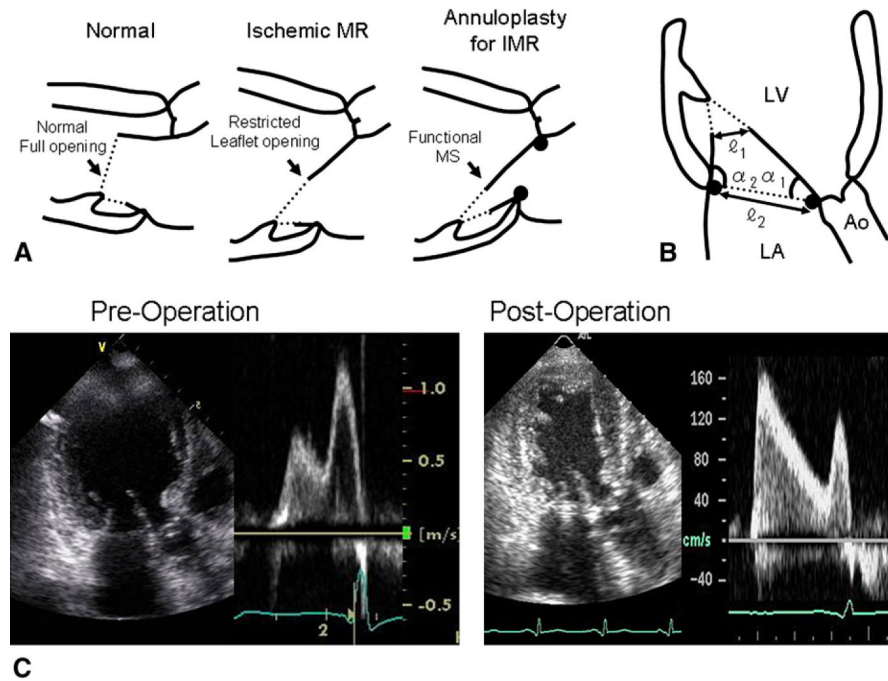 Normal
Ischemic MR
Annuloplasty
for IMR
Normal
Full opening
Restricted
Leaflet opening
Functional
MS
A
LV
ℓ1
α2 α1
ℓ2
Ao
LA
B
Pre-Operation
Post-Operation
V
1.0
0.5
[m/s]
-0.5
2
160
120
80
40
cm/s
-40
C